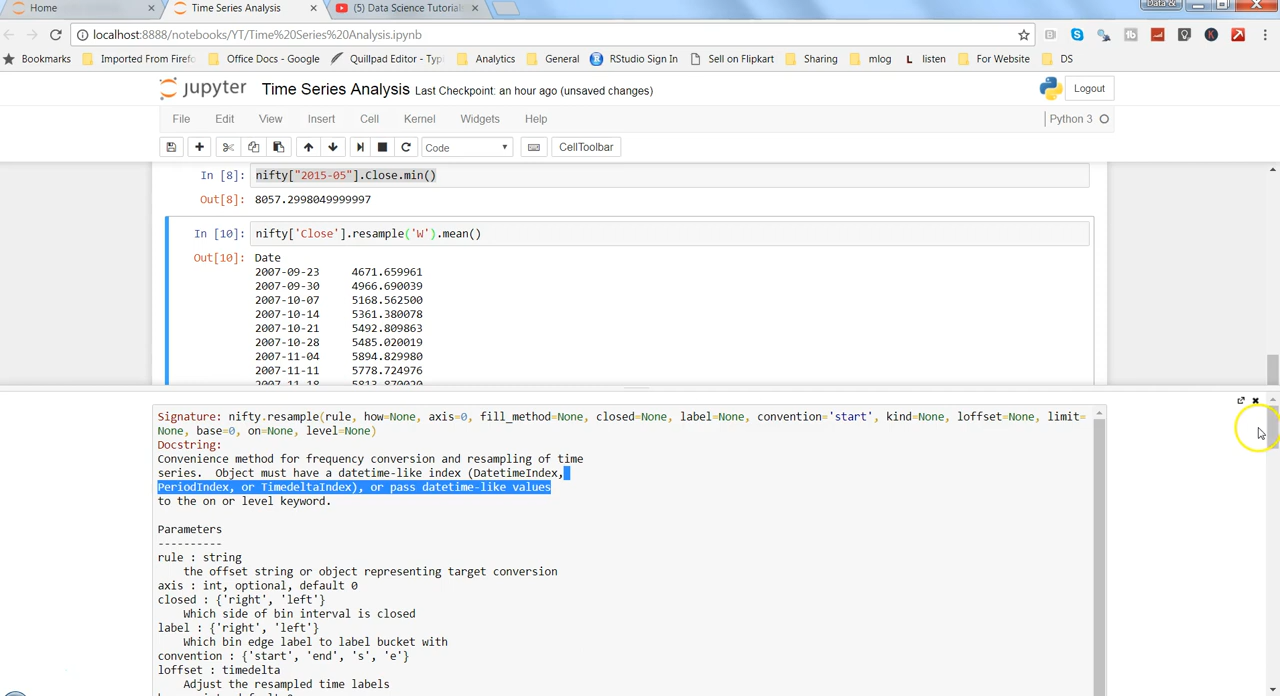 Home
Time Series Analysis
(5) Data Science Tutorials
Data &
localhost:8888/notebooks/YT/Time%20Series%20Analysis.ipynb
Bookmarks
Imported From Firefo
Office Doc - Google
Quillpad Editor - Typi
Analytics
General
RStudio Sign In
Sell on Flipkart
Sharing
mlog
L listen
For Website
DS
jupyter Time Series Analysis Last Checkpoint: an hour ago (unsaved changes)
Logout
File Edit View Insert Cell Kernel Widgets Help
Python 3
Code
CellToolbar
In [8]: nifty["2015-05"].Close.min()
Out[8]: 8057.2998049999997
In [10]: nifty['Close'].resample('W').mean()
Out[10]: Date
2007-09-23 4671.659961
2007-09-30 4966.690039
2007-10-07 5168.562500
2007-10-14 5361.380078
2007-10-21 5492.809863
2007-10-28 5485.020019
2007-11-04 5894.829980
2007-11-11 5778.724976
2007-11-18 5813.870020
Signature: nifty.resample(rule, how=None, axis=0, fill_method=None, closed=None, label=None, convention='start', kind=None, loffset=None, limit=
None, base=0, on=None, level=None)
Docstring:
Convenience method for frequency conversion and resampling of time
series. Object must have a datetime-like index (DatetimeIndex,
PeriodIndex, or TimedeltaIndex), or pass datetime-like values
to the on or level keyword.
Parameters
----------
rule : string
the offset string or object representing target conversion
axis : int, optional, default 0
closed : {'right', 'left'}
Which side of bin interval is closed
label : {'right', 'left'}
Which bin edge label to label bucket with
convention : {'start', 'end', 's', 'e'}
loffset : timedelta
Adjust the resampled time labels